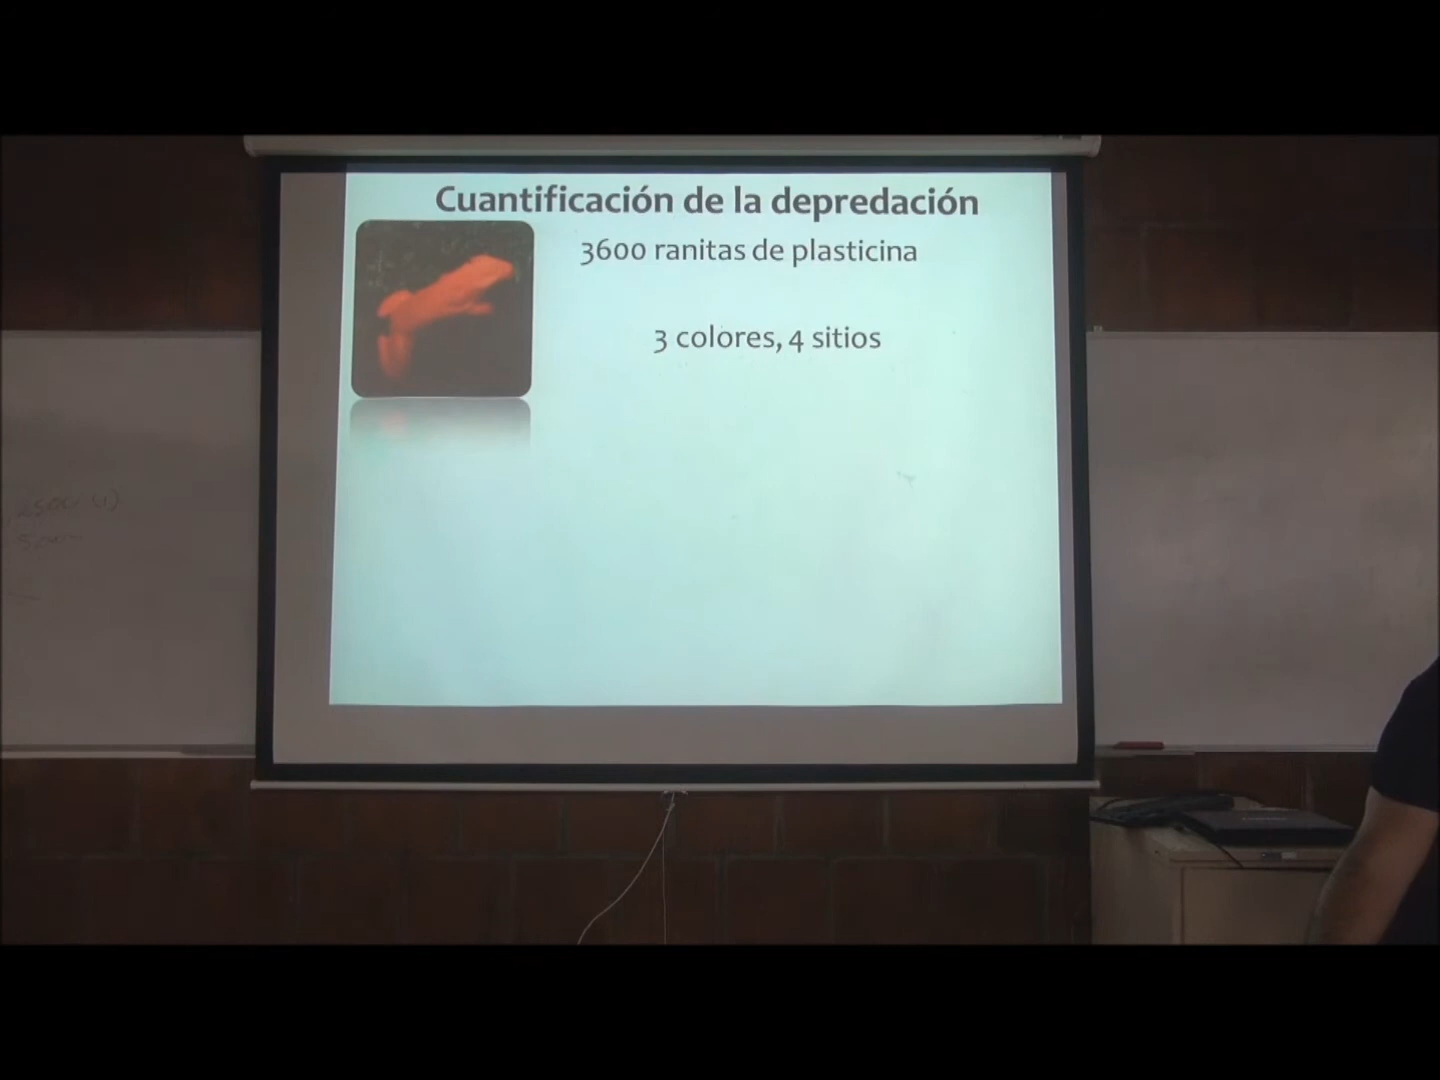 Cuantificación de la depredación
3600 ranitas de plasticina
3 colores, 4 sitios